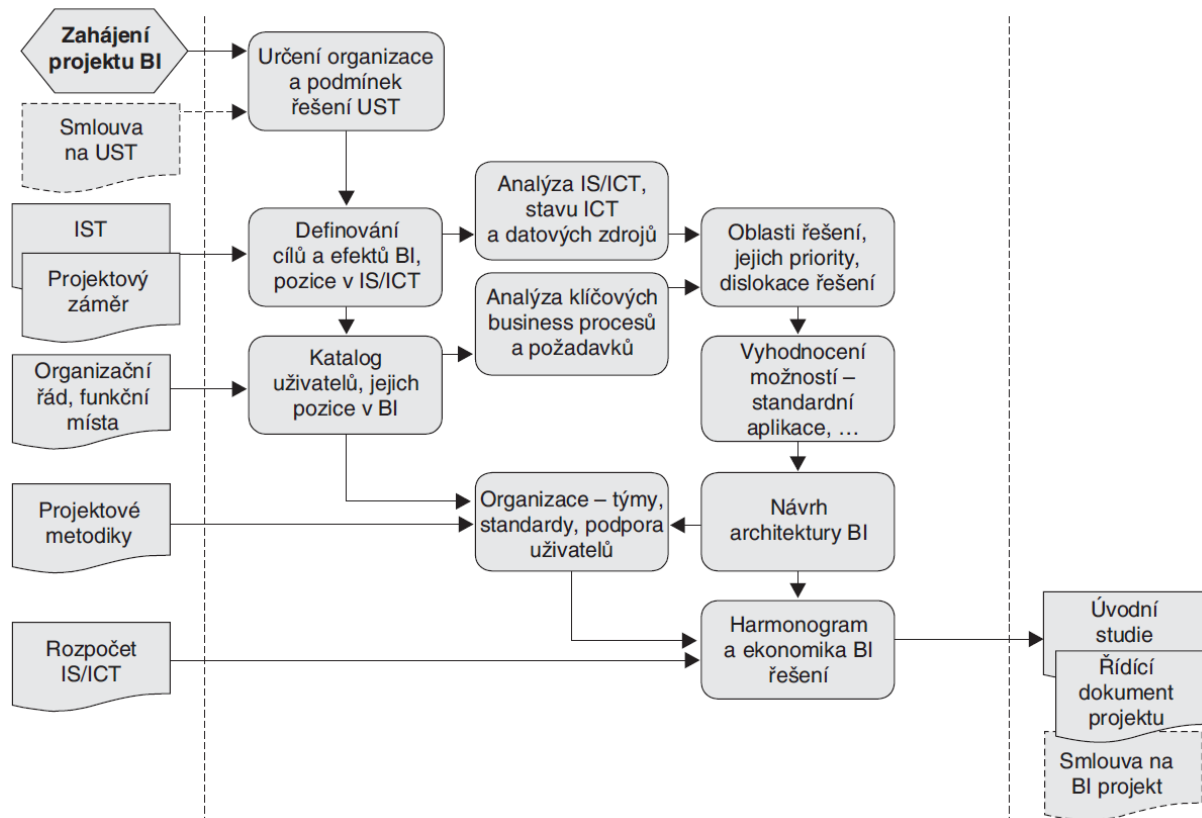 Zahájení
projektu BI
Určení organizace
a podmínek
řešení UST
Smlouva
na UST
IST
Projektový
záměr
Definování
cílů a efektů BI,
pozice v IS/ICT
Analýza IS/ICT,
stavu ICT
a datových zdrojů
Oblasti řešení,
jejich priority,
dislokace řešení
Analýza klíčových
business procesů
a požadavků
Organizační
řád, funkční
místa
Katalog
uživatelů, jejich
pozice v BI
Vyhodnocení
možností –
standardní
aplikace, …
Projektové
metodiky
Organizace – týmy,
standardy, podpora
uživatelů
Návrh
architektury BI
Rozpočet
IS/ICT
Harmonogram
a ekonomika BI
řešení
Úvodní
studie
Řídící
dokument
projektu
Smlouva na
BI projekt